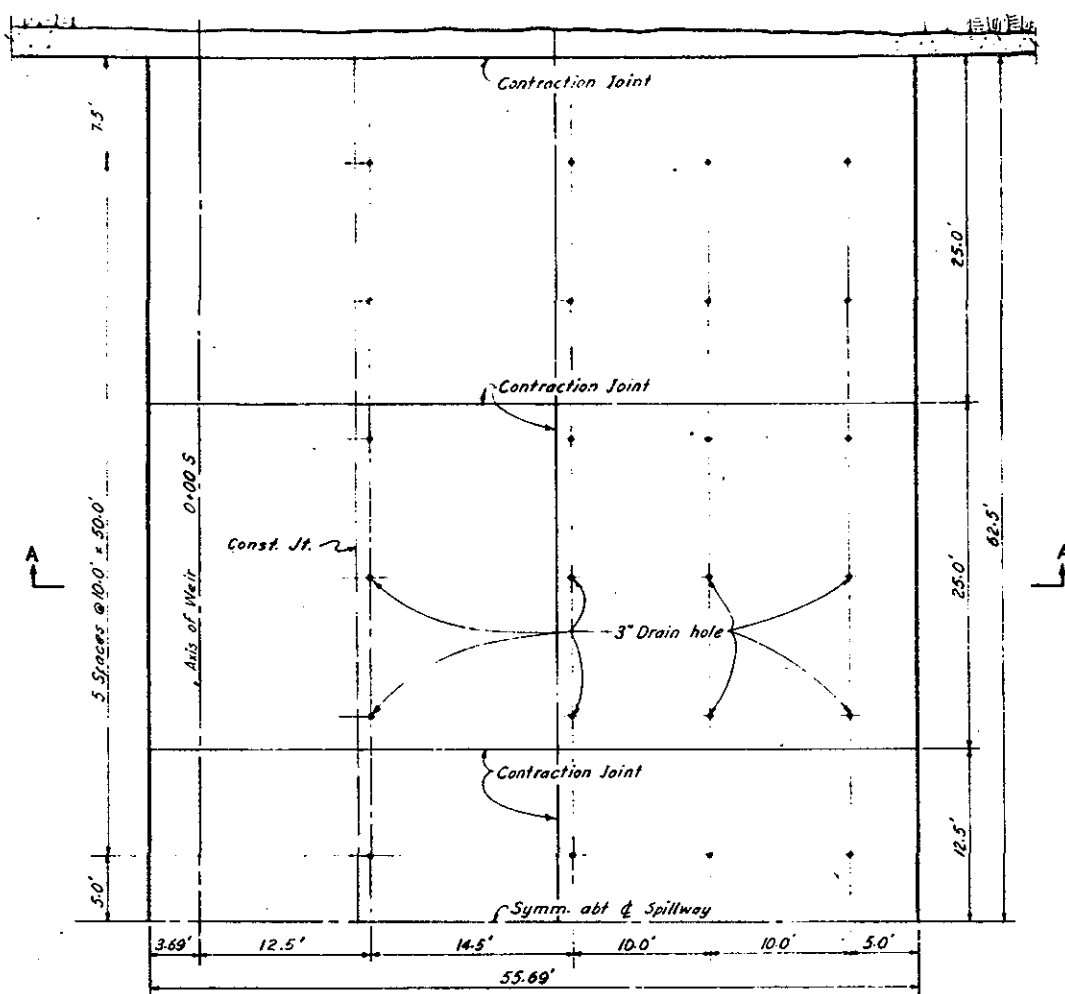 Contraction Joint
7.5'
25.0'
Contraction Joint
Axis of Weir 0+00 S
5 Spaces @ 10.0' = 50.0'
Const. Jt.
62.5'
25.0'
A
A
3" Drain hole
Contraction Joint
12.5'
5.0'
Symm. abt ℄ Spillway
3.69'
12.5'
14.5'
10.0'
10.0'
5.0'
55.69'